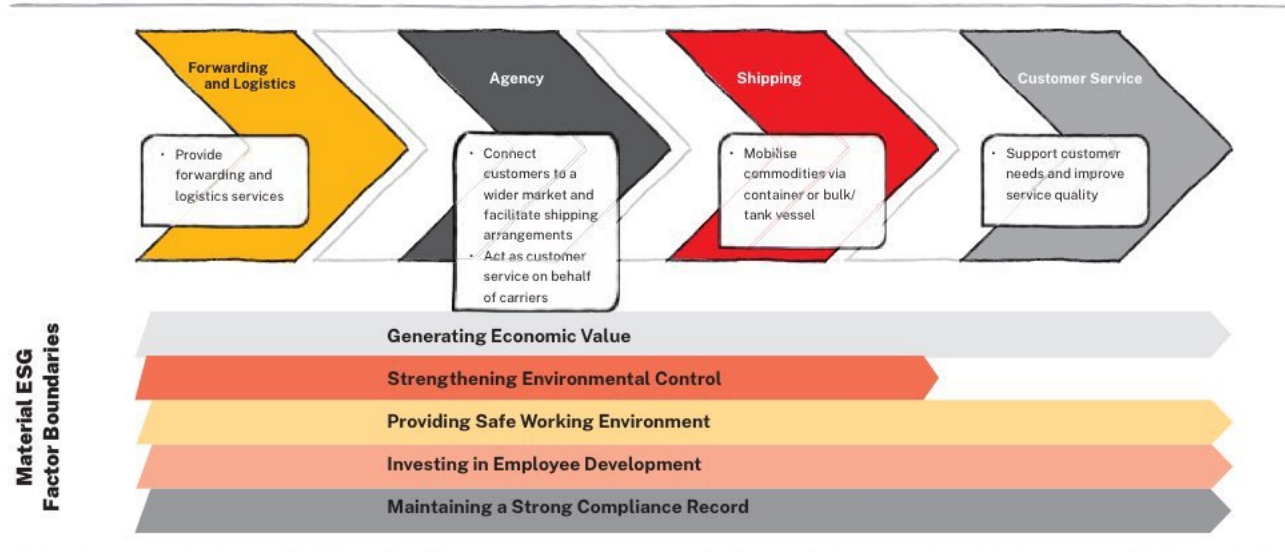 Forwarding
and Logistics
• Provide
forwarding and
logistics services
Agency
• Connect
customers to a
wider market and
facilitate shipping
arrangements
• Act as customer
service on behalf
of carriers
Shipping
• Mobilise
commodities via
container or bulk/
tank vessel
Customer Service
• Support customer
needs and improve
service quality
Material ESG
Factor Boundaries
Generating Economic Value
Strengthening Environmental Control
Providing Safe Working Environment
Investing in Employee Development
Maintaining a Strong Compliance Record